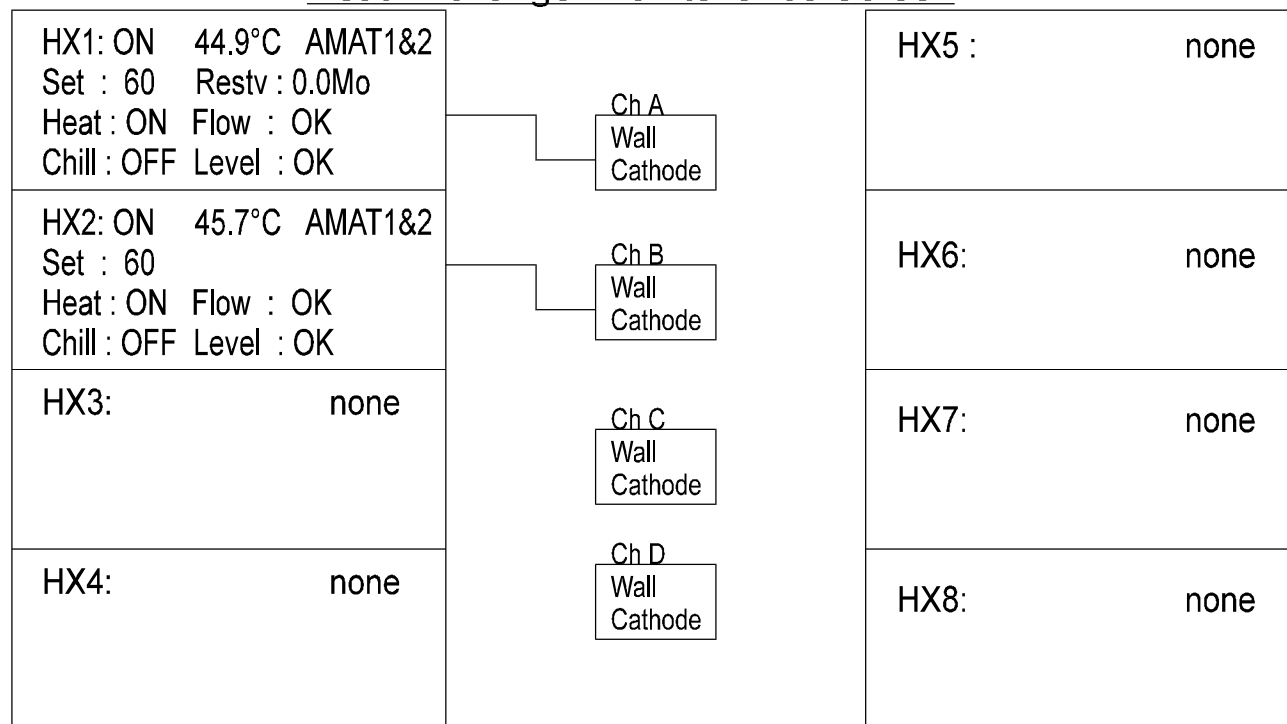 HX1: ON 44.9°C AMAT1&2
Set : 60 Restv : 0.0Mo
Heat : ON Flow : OK
Chill : OFF Level : OK
HX2: ON 45.7°C AMAT1&2
Set : 60
Heat : ON Flow : OK
Chill : OFF Level : OK
HX3: none
HX4: none
Ch A
Wall
Cathode
Ch B
Wall
Cathode
Ch C
Wall
Cathode
Ch D
Wall
Cathode
HX5 : none
HX6: none
HX7: none
HX8: none